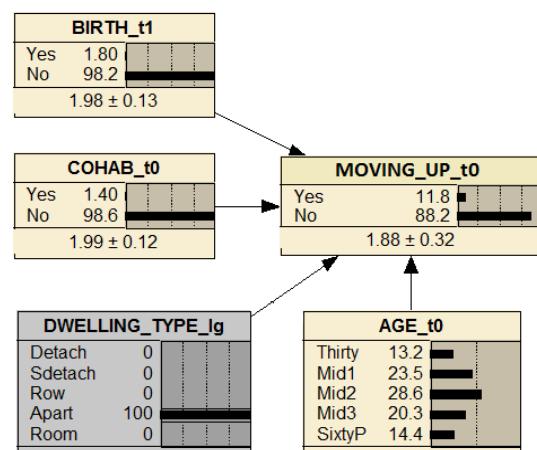 BIRTH_t1
Yes 1.80
No 98.2
1.98 ± 0.13
COHAB_t0
Yes 1.40
No 98.6
1.99 ± 0.12
MOVING_UP_t0
Yes 11.8
No 88.2
1.88 ± 0.32
DWELLING_TYPE_lg
Detach 0
Sdetach 0
Row 0
Apart 100
Room 0
AGE_t0
Thirty 13.2
Mid1 23.5
Mid2 28.6
Mid3 20.3
SixtyP 14.4